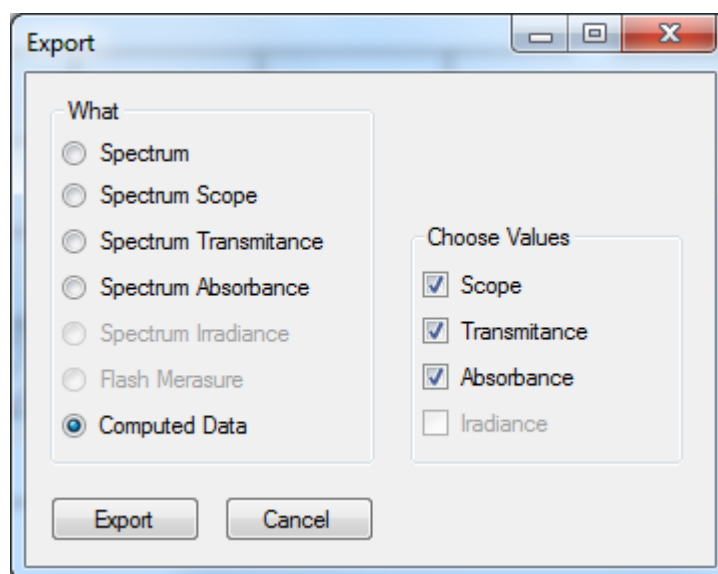 Export
What
Spectrum
Spectrum Scope
Spectrum Transmitance
Spectrum Absorbance
Spectrum Irradiance
Flash Merasure
Computed Data
Choose Values
Scope
Transmitance
Absorbance
Iradiance
Export
Cancel